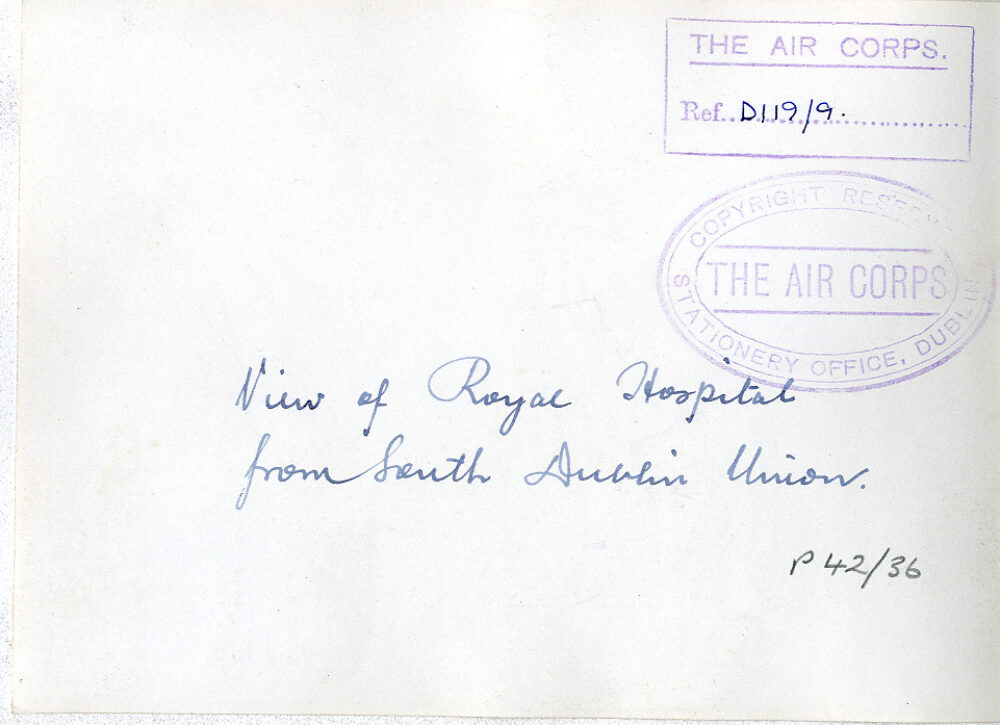 THE AIR CORPS.
Ref..D119/9.
COPYRIGHT RESERV
THE AIR CORPS
STATIONERY OFFICE, DUBLIN
View of Royal Hospital
from South Dublin Union.
P 42/36